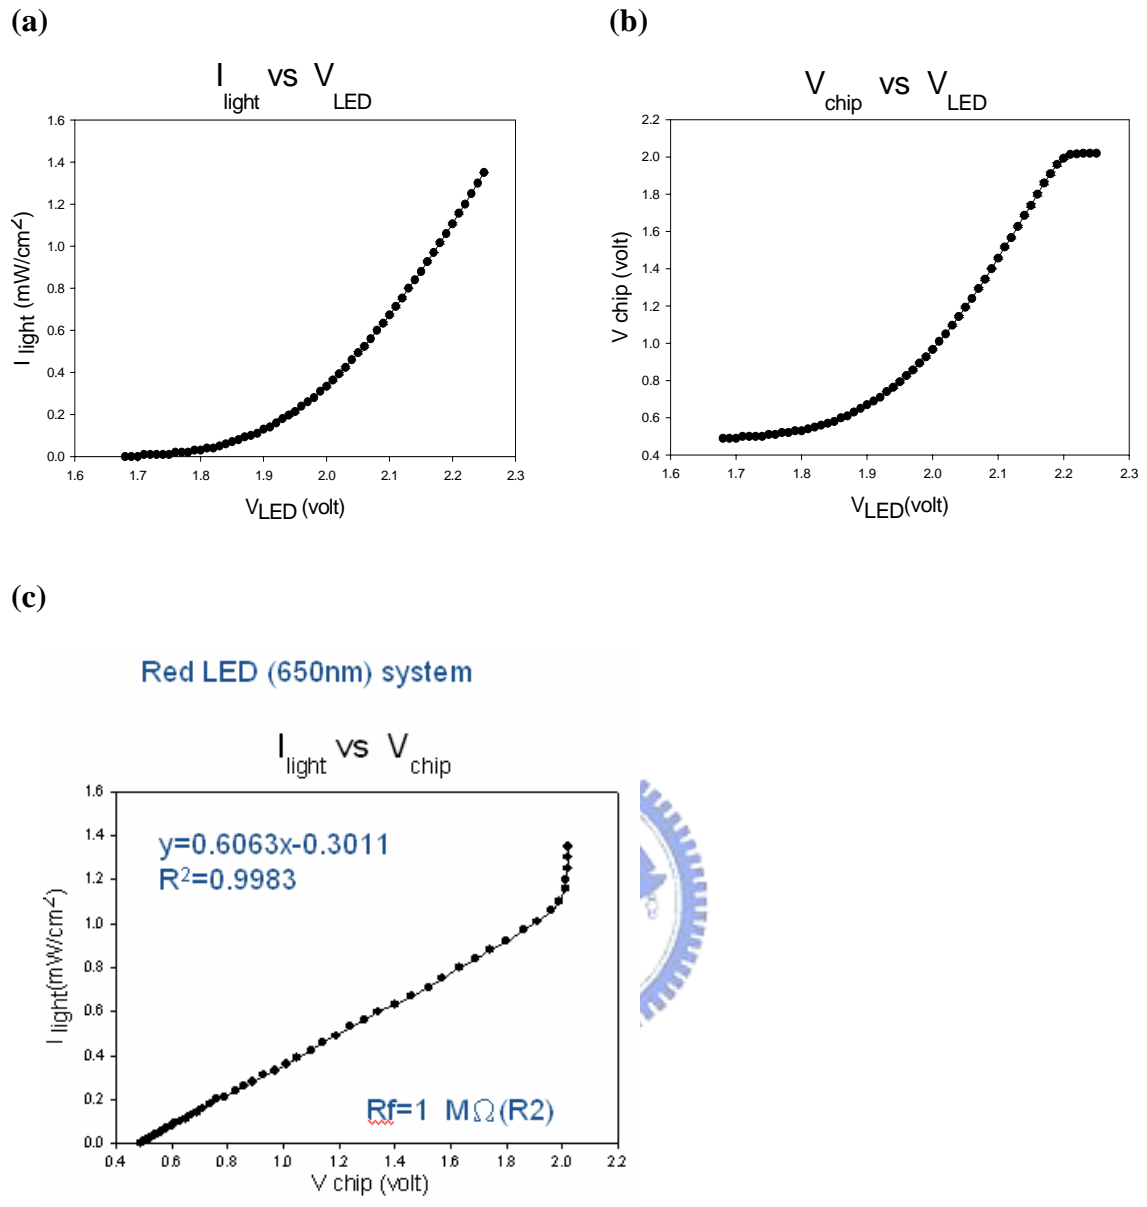 (a)
I light vs V LED
1.6
1.4
1.2
1.0
0.8
0.6
0.4
0.2
0.0
1.6 1.7 1.8 1.9 2.0 2.1 2.2 2.3
I light (mW/cm2)
VLED (volt)
(b)
V chip vs V LED
2.2
2.0
1.8
1.6
1.4
1.2
1.0
0.8
0.6
0.4
1.6 1.7 1.8 1.9 2.0 2.1 2.2 2.3
V chip (volt)
VLED(volt)
(c)
Red LED (650nm) system
I light vs V chip
1.6
1.4
1.2
1.0
0.8
0.6
0.4
0.2
0.0
y=0.6063x-0.3011
R2=0.9983
Rf=1 MΩ(R2)
0.4 0.6 0.8 1.0 1.2 1.4 1.6 1.8 2.0 2.2
I light(mW/cm2)
V chip (volt)